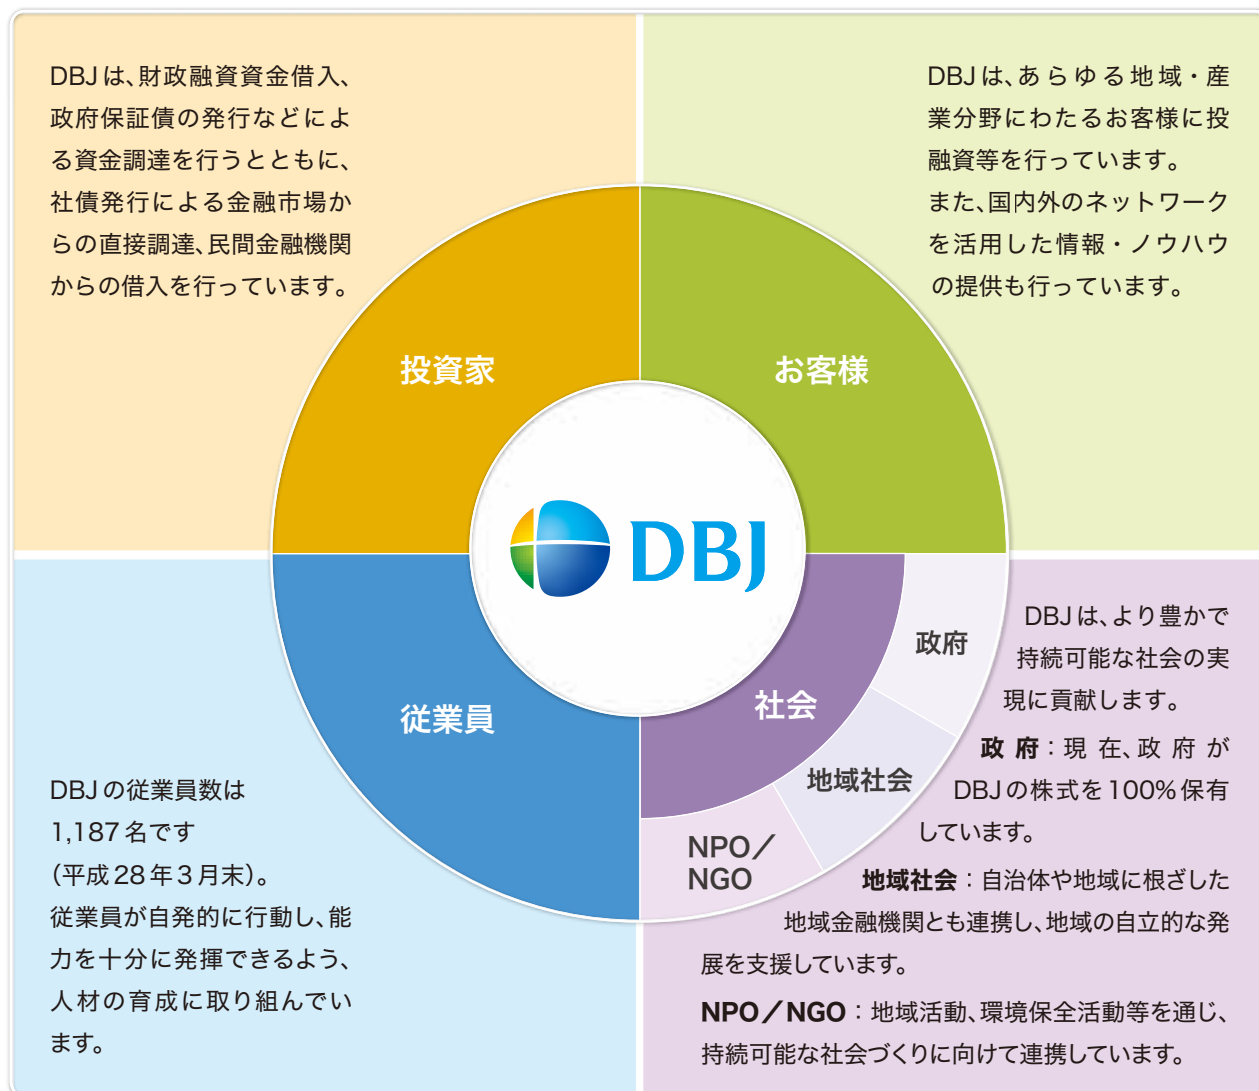 DBJは、財政融資資金借入、
政府保証債の発行などによ
る資金調達を行うとともに、
社債発行による金融市場か
らの直接調達、民間金融機関
からの借入を行っています。
DBJは、あらゆる地域・産
業分野にわたるお客様に投
融資等を行っています。
また、国内外のネットワーク
を活用した情報・ノウハウ
の提供も行っています。
投資家
お客様
DBJ
従業員
社会
政府
地域社会
NPO／
NGO
DBJの従業員数は
1,187名です
(平成28年3月末)。
従業員が自発的に行動し、能
力を十分に発揮できるよう、
人材の育成に取り組んでい
ます。
DBJは、より豊かで
持続可能な社会の実
現に貢献します。
政府：現在、政府が
DBJの株式を100%保有
しています。
地域社会：自治体や地域に根ざした
地域金融機関とも連携し、地域の自立的な発
展を支援しています。
NPO／NGO：地域活動、環境保全活動等を通じ、
持続可能な社会づくりに向けて連携しています。